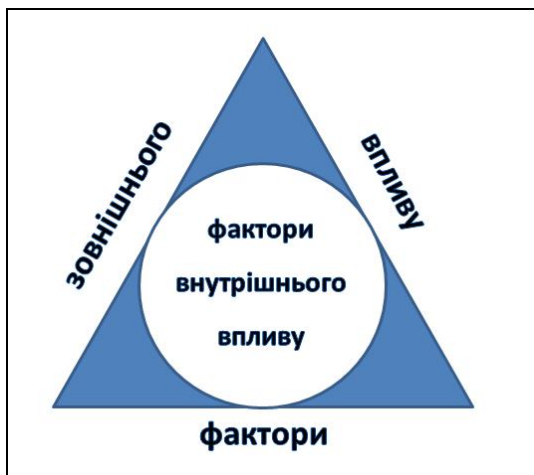 зовнішнього
впливу
фактори
внутрішнього
впливу
фактори